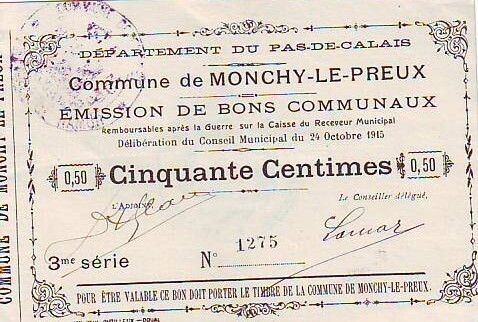 DÉPARTEMENT DU PAS-DE-CALAIS
Commune de MONCHY-LE-PREUX
ÉMISSION DE BONS COMMUNAUX
Remboursables après la Guerre sur la Caisse du Receveur Municipal
Délibération du Conseil Municipal du 24 Octobre 1915
0,50 Cinquante Centimes 0,50
L'ADJOINT, Le Conseiller délégué,
Lamar
3me série N° 1275
POUR ÊTRE VALABLE CE BON DOIT PORTER LE TIMBRE DE LA COMMUNE DE MONCHY-LE-PREUX.
COMMUNE DE MONCHY-LE-PREUX